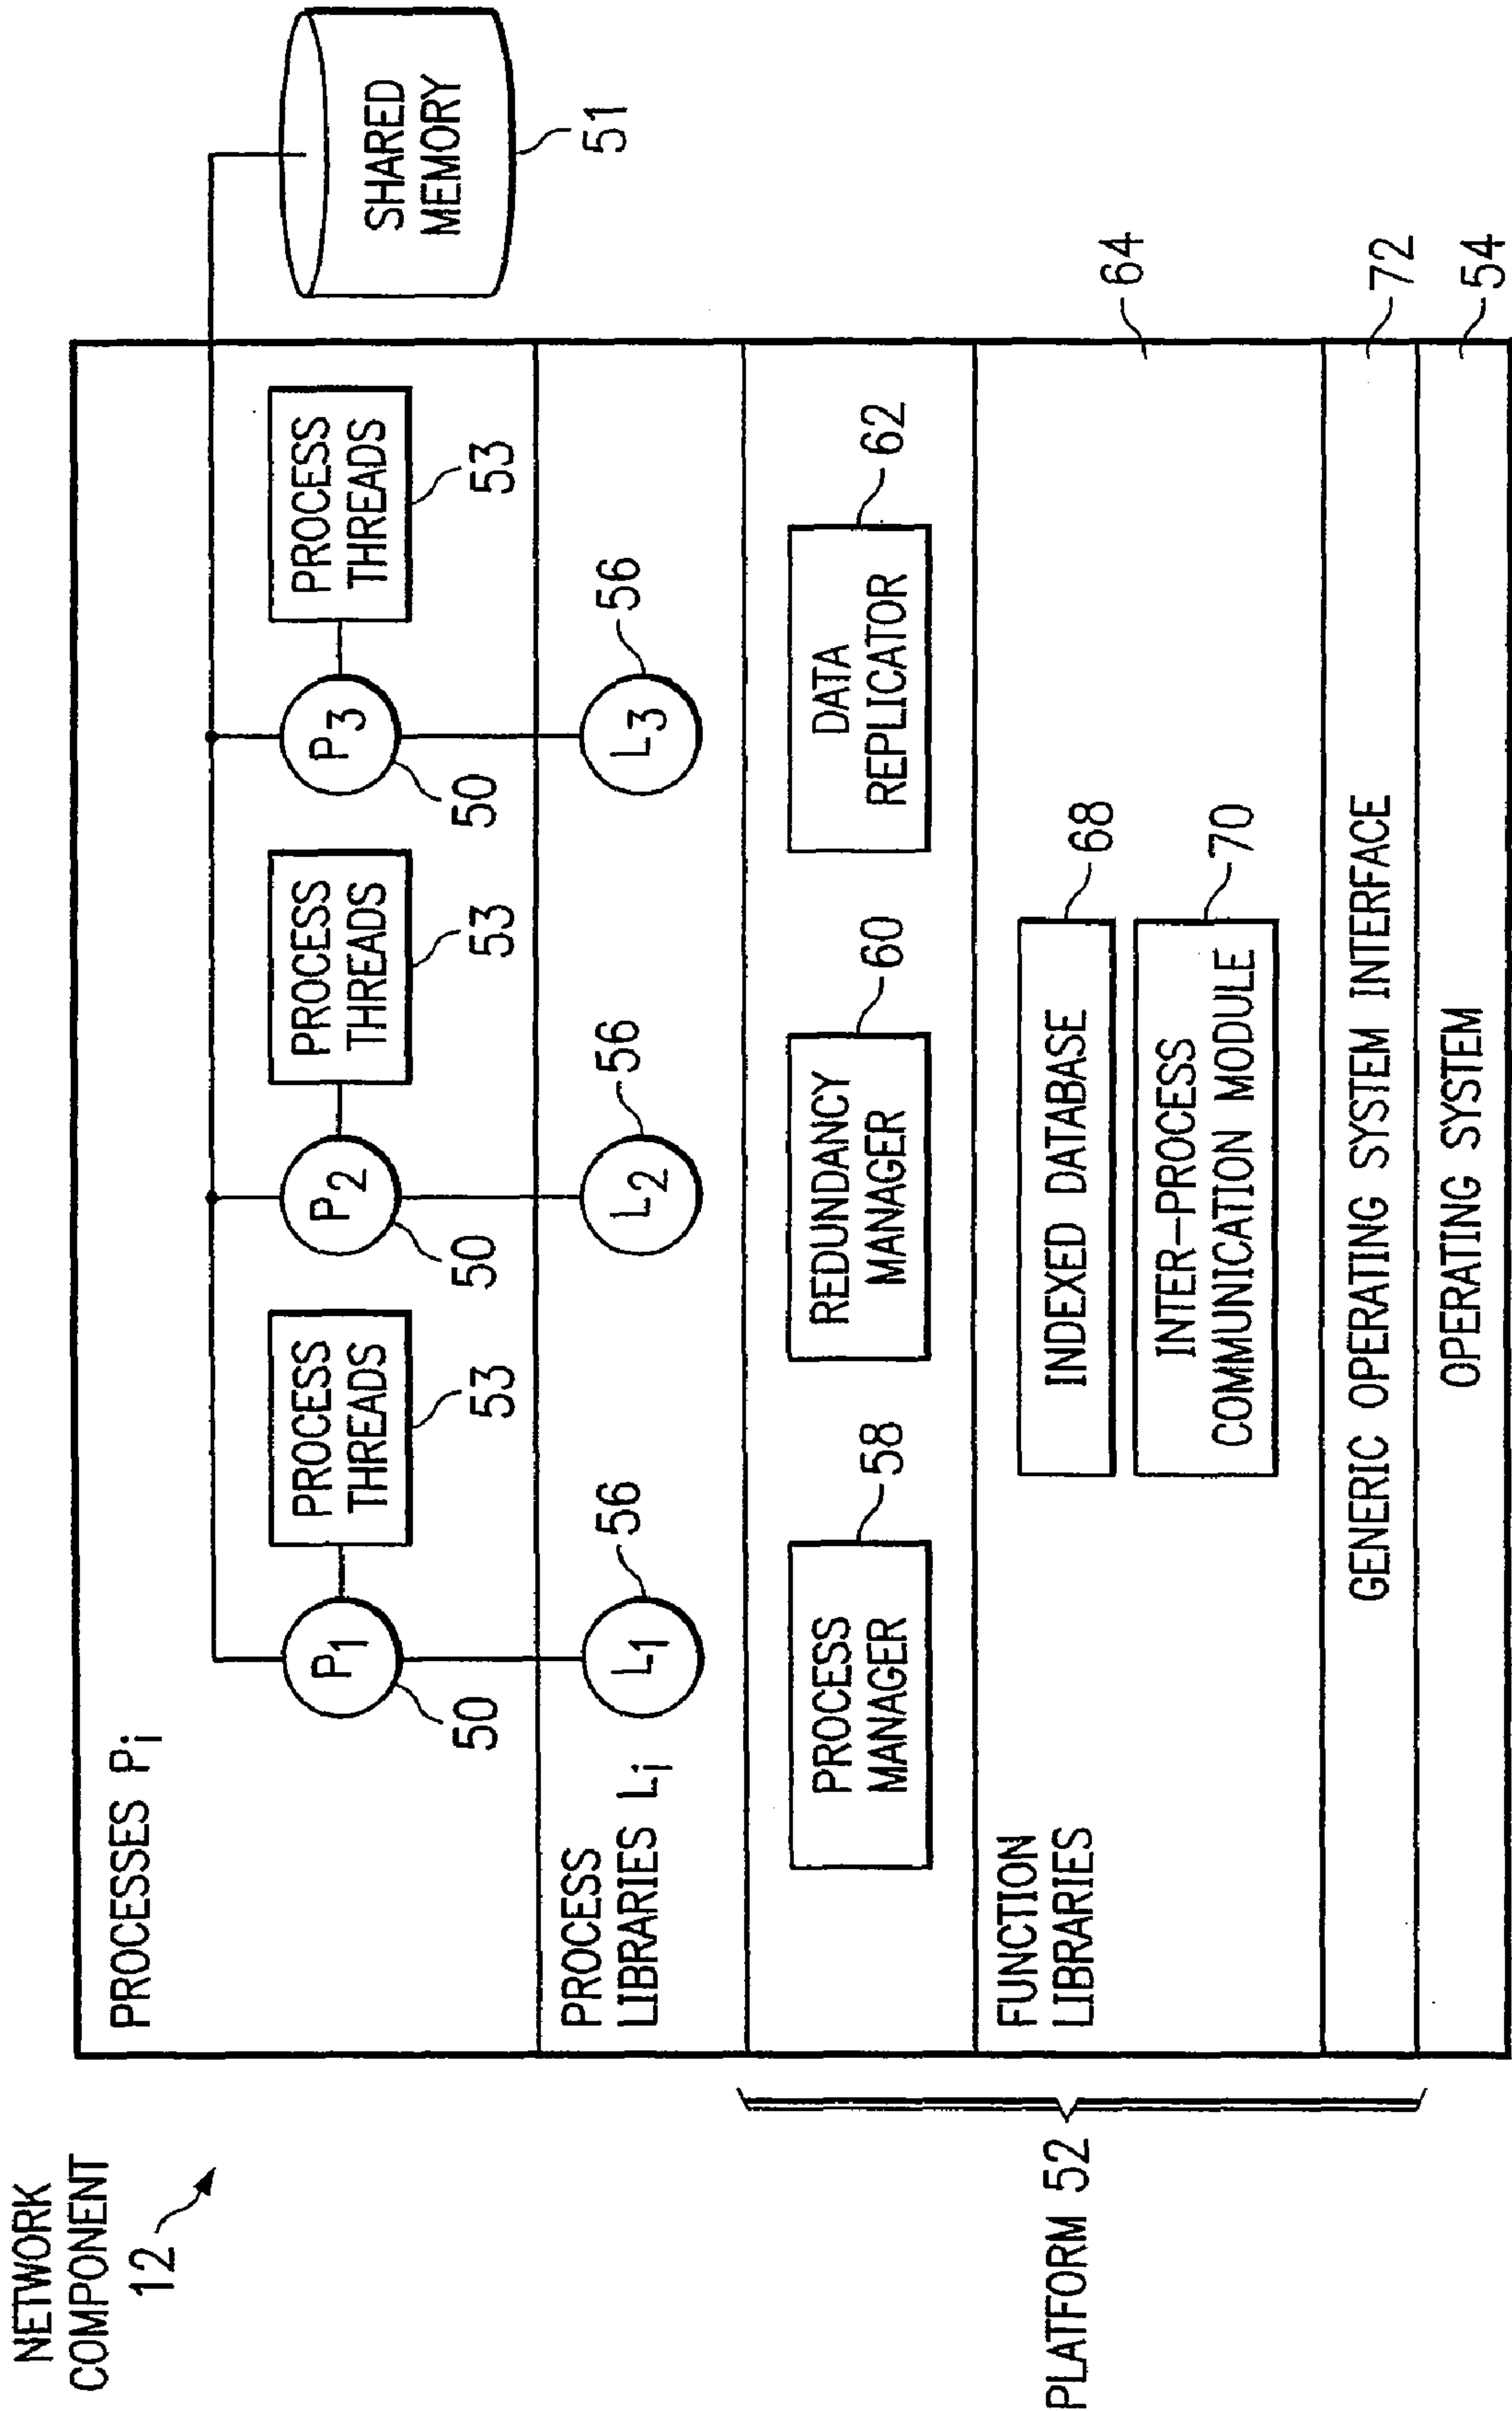 NETWORK
COMPONENT
12
PROCESSES Pi
P1
50
PROCESS
THREADS
53
P2
50
PROCESS
THREADS
53
P3
50
PROCESS
THREADS
53
SHARED
MEMORY
51
PROCESS
LIBRARIES Li
L1
56
L2
56
L3
56
PLATFORM 52
PROCESS
MANAGER
58
REDUNDANCY
MANAGER
60
DATA
REPLICATOR
62
FUNCTION
LIBRARIES
INDEXED DATABASE
68
INTER-PROCESS
COMMUNICATION MODULE
70
64
GENERIC OPERATING SYSTEM INTERFACE
72
OPERATING SYSTEM
54